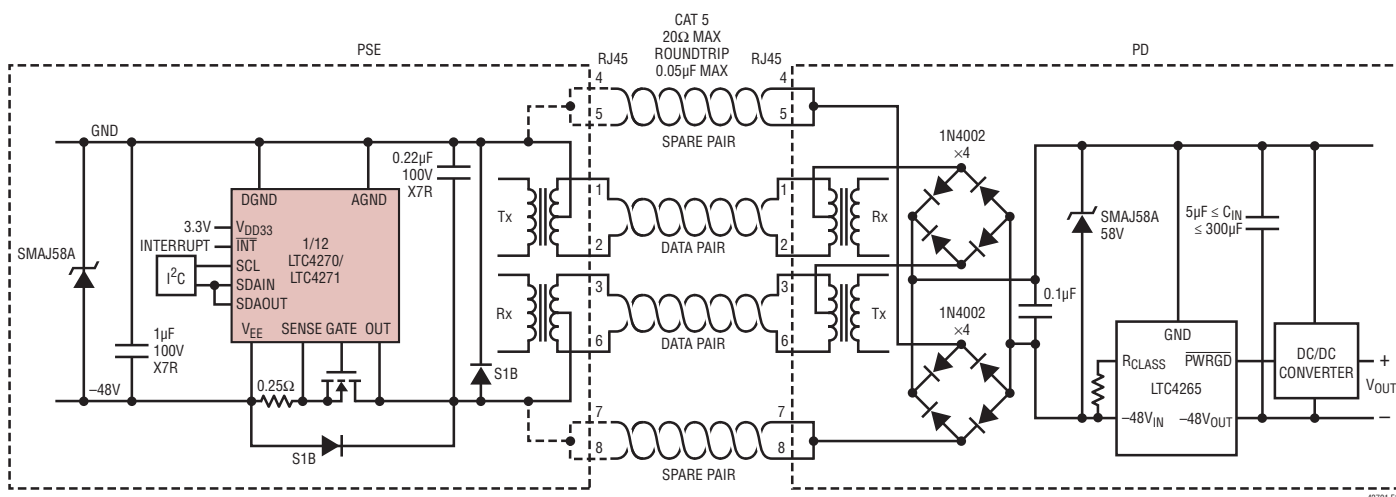 CAT 5
20Ω MAX
ROUNDTRIP
0.05μF MAX
PSE
PD
RJ45
RJ45
4
5
4
5
SPARE PAIR
GND
0.22μF
100V
X7R
DGND
AGND
3.3V
VDD33
INTERRUPT
INT
1/12
LTC4270/
LTC4271
I2C
SCL
SDAIN
SDAOUT
VEE
SENSE
GATE
OUT
SMAJ58A
1μF
100V
X7R
–48V
0.25Ω
S1B
S1B
Tx
1
2
DATA PAIR
1
2
Rx
Rx
3
6
DATA PAIR
3
6
Tx
7
8
SPARE PAIR
7
8
1N4002
×4
1N4002
×4
0.1μF
SMAJ58A
58V
5μF ≤ CIN
≤ 300μF
GND
RCLASS
PWRGD
LTC4265
–48VIN
–48VOUT
DC/DC
CONVERTER
+
VOUT
–